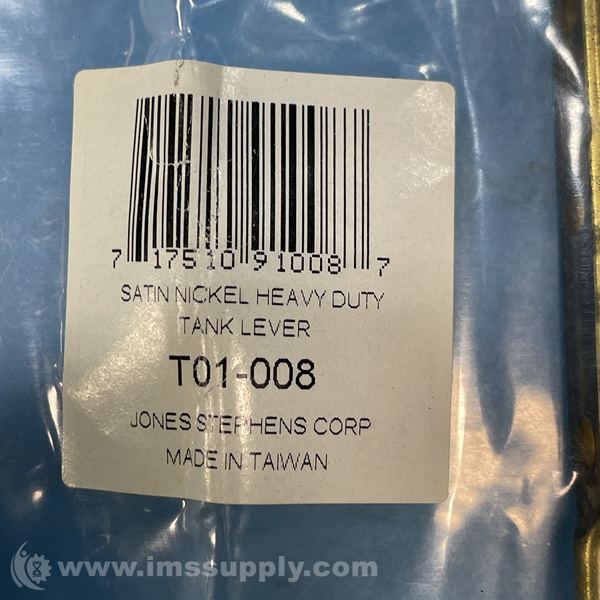 7 17510 91008 7
SATIN NICKEL HEAVY DUTY
TANK LEVER
T01-008
JONES STEPHENS CORP
MADE IN TAIWAN
www.imssupply.com